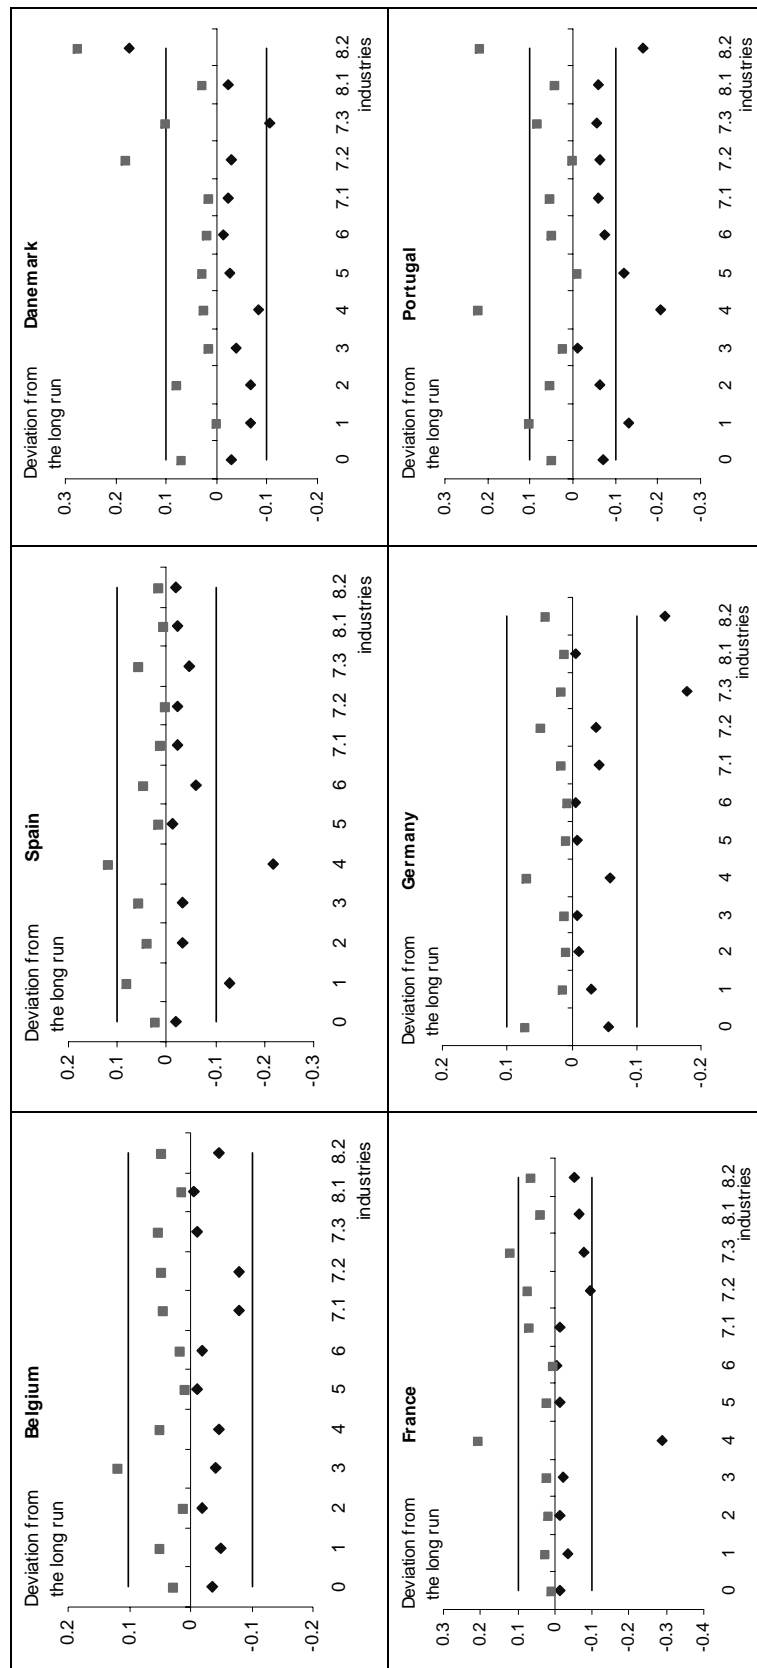 Belgium
Deviation from
the long run
0.2
0.1
0
-0.1
-0.2
0 1 2 3 4 5 6 7.1 7.2 7.3 8.1 8.2
industries
Spain
Deviation from
the long run
0.2
0.1
0
-0.1
-0.2
-0.3
0 1 2 3 4 5 6 7.1 7.2 7.3 8.1 8.2
industries
Danemark
Deviation from
the long run
0.3
0.2
0.1
0
-0.1
-0.2
0 1 2 3 4 5 6 7.1 7.2 7.3 8.1 8.2
industries
France
Deviation from
the long run
0.3
0.2
0.1
0
-0.1
-0.2
-0.3
-0.4
0 1 2 3 4 5 6 7.1 7.2 7.3 8.1 8.2
industries
Germany
Deviation from
the long run
0.2
0.1
0
-0.1
-0.2
0 1 2 3 4 5 6 7.1 7.2 7.3 8.1 8.2
industries
Portugal
Deviation from
the long run
0.3
0.2
0.1
0
-0.1
-0.2
-0.3
0 1 2 3 4 5 6 7.1 7.2 7.3 8.1 8.2
industries